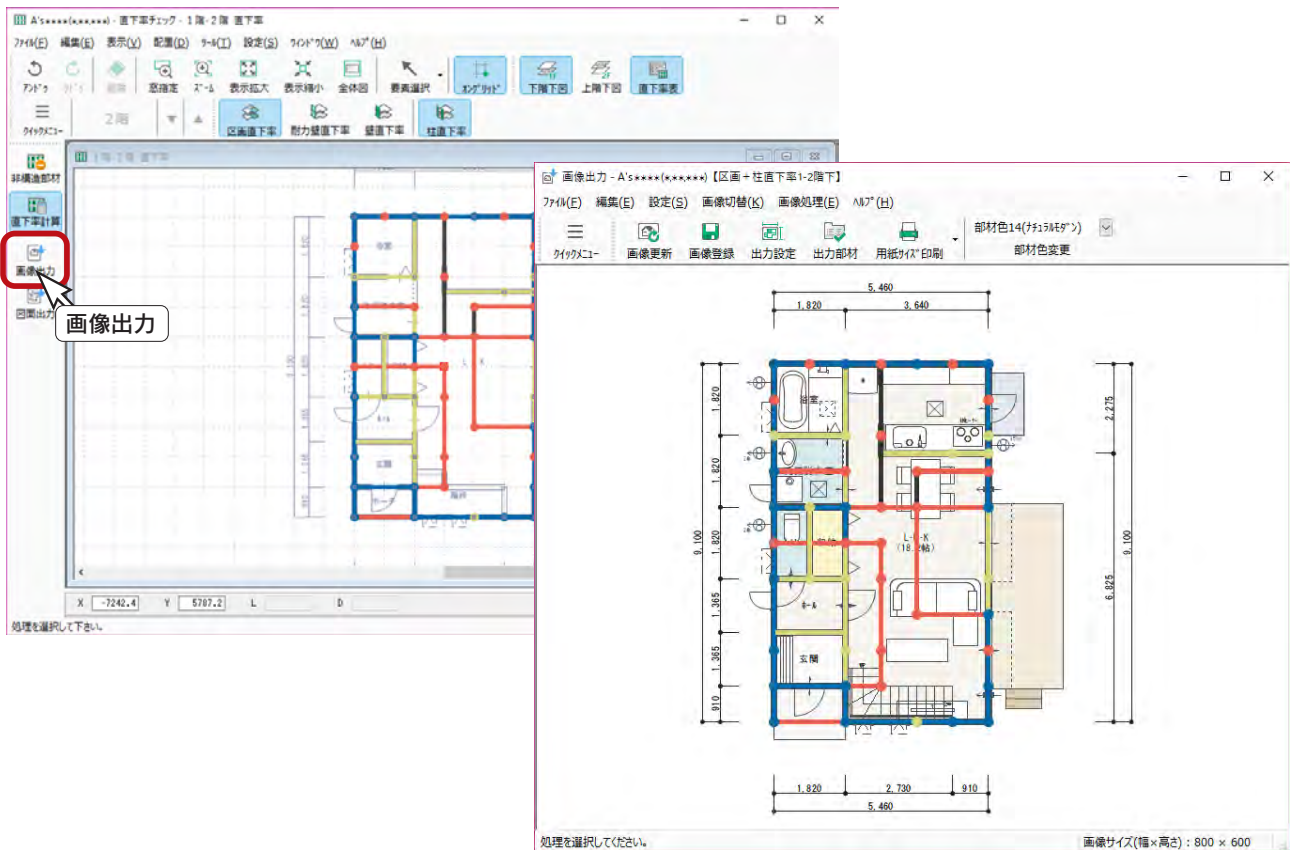 A's****(*,**,***) - 直下率チェック - 1階-2階 直下率
ﾌｧｲﾙ(F) 編集(E) 表示(V) 配置(D) ﾂｰﾙ(T) 設定(S) ｳｨﾝﾄﾞｳ(W) ﾍﾙﾌﾟ(H)
ｱﾝﾄﾞｩ 窓指定 ｽﾞｰﾑ 表示拡大 表示縮小 全体図 要素選択 ｵﾝｸﾞﾘｯﾄﾞ 下階下図 上階下図 直下率表
ｸｲｯｸﾒﾆｭｰ 2階 区画直下率 耐力壁直下率 壁直下率 柱直下率
1階-2階 直下率
非構造部材
直下率計算
画像出力
図面出力
画像出力
浴室
L
K
ホール
玄関
ポーチ
階段
X -7242.4 Y 5787.2 L D
処理を選択して下さい。
画像出力 - A's****(*,**,***)【区画+柱直下率1-2階下】
ﾌｧｲﾙ(F) 編集(E) 設定(S) 画像切替(K) 画像処理(E) ﾍﾙﾌﾟ(H)
ｸｲｯｸﾒﾆｭｰ 画像更新 画像登録 出力設定 出力部材 用紙ｻｲｽﾞ印刷 部材色14(ﾅﾁｭﾗﾙﾓﾀﾞﾝ)
部材色変更
5,460
1,820 3,640
浴室
1,820
2,275
1,820
9,100
1,820
L・D・K
(18.2帖)
9,100
6,825
1,365
ホール
1,365
玄関
910
1,820 2,730 910
5,460
処理を選択してください。
画像サイズ(幅×高さ) : 800 × 600